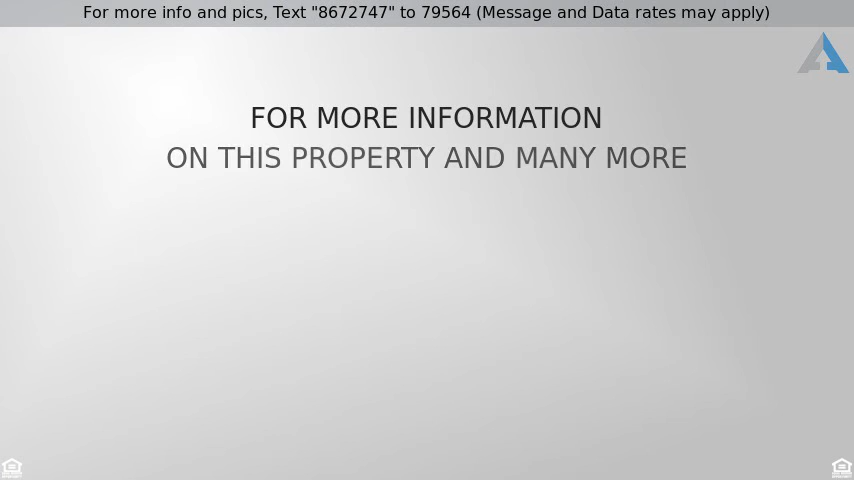 For more info and pics, Text "8672747" to 79564 (Message and Data rates may apply)
FOR MORE INFORMATION
ON THIS PROPERTY AND MANY MORE